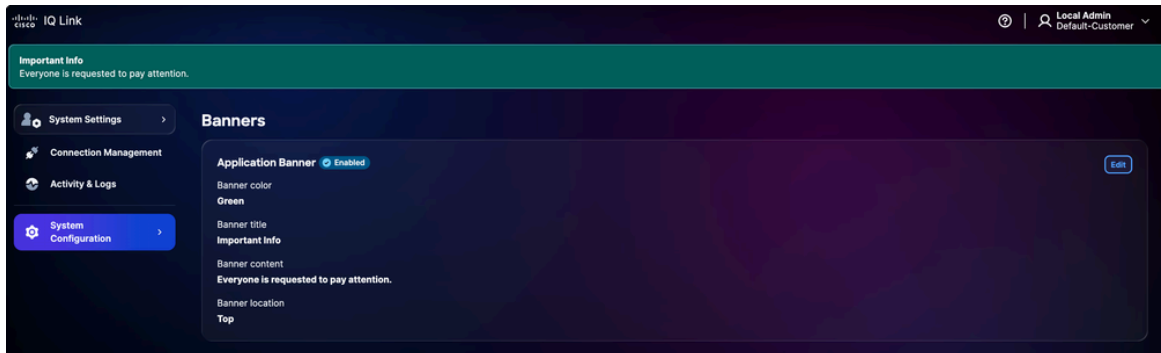 cisco IQ Link
Local Admin
Default-Customer
Important Info
Everyone is requested to pay attention.
System Settings
Connection Management
Activity & Logs
System
Configuration
Banners
Application Banner Enabled
Edit
Banner color
Green
Banner title
Important Info
Banner content
Everyone is requested to pay attention.
Banner location
Top